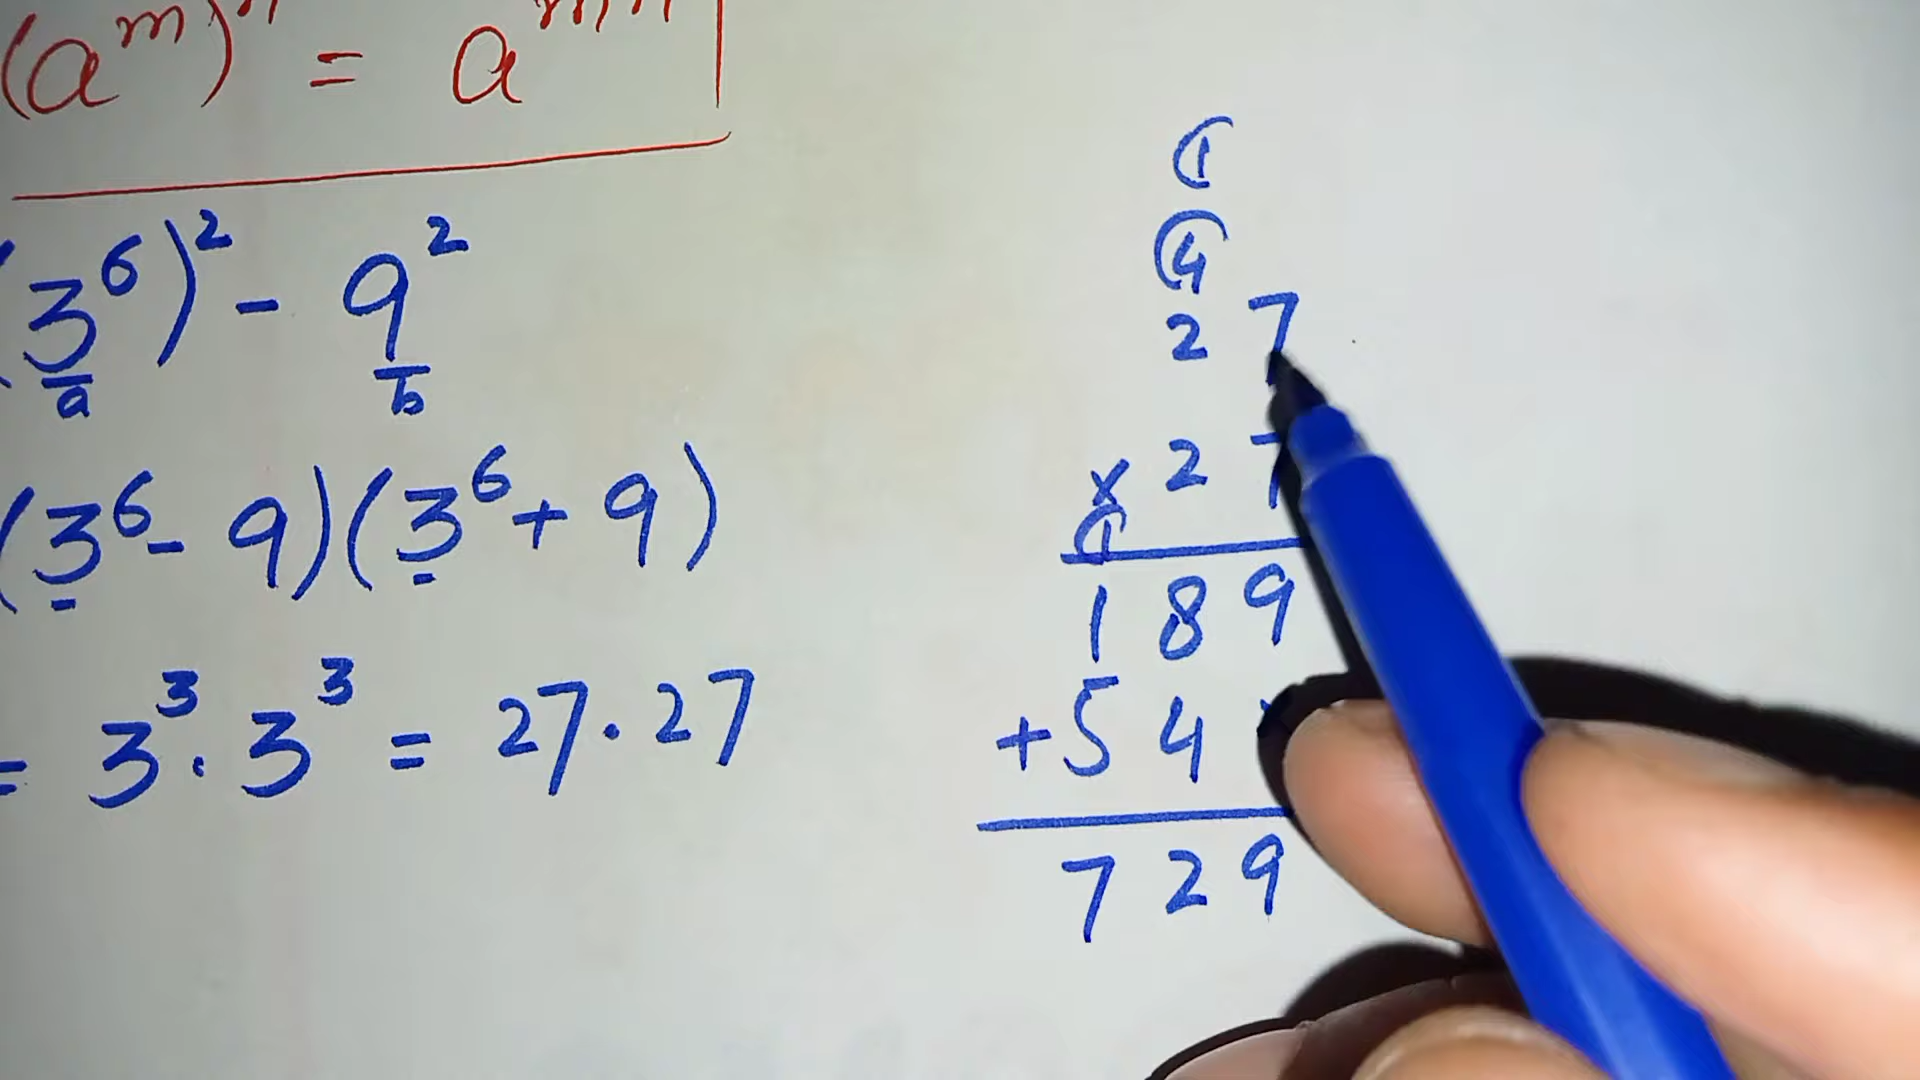 (a^m)^n = a^mn
(3^6)^2 - 9^2
a b
(3^6 - 9)(3^6 + 9)
= 3^3 . 3^3 = 27 . 27
1
4
27
× 27
1
189
+ 54
729